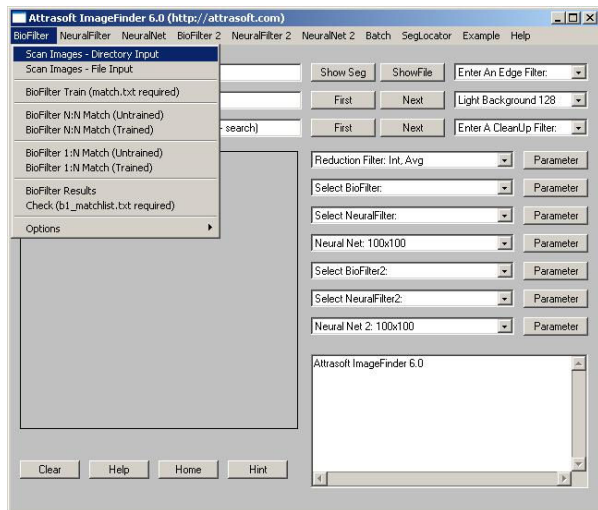 Attrasoft ImageFinder 6.0 (http://attrasoft.com)
BioFilter NeuralFilter NeuralNet BioFilter 2 NeuralFilter 2 NeuralNet 2 Batch SegLocator Example Help
Scan Images - Directory Input
Scan Images - File Input
BioFilter Train (match.txt required)
BioFilter N:N Match (Untrained)
BioFilter N:N Match (Trained)
BioFilter 1:N Match (Untrained)
BioFilter 1:N Match (Trained)
BioFilter Results
Check (b1_matchlist.txt required)
Options
Show Seg ShowFile Enter An Edge Filter:
First Next Light Background 128
- search) First Next Enter A CleanUp Filter:
Reduction Filter: Int, Avg Parameter
Select BioFilter: Parameter
Select NeuralFilter: Parameter
Neural Net: 100x100 Parameter
Select BioFilter2: Parameter
Select NeuralFilter2: Parameter
Neural Net 2: 100x100 Parameter
Attrasoft ImageFinder 6.0
Clear Help Home Hint